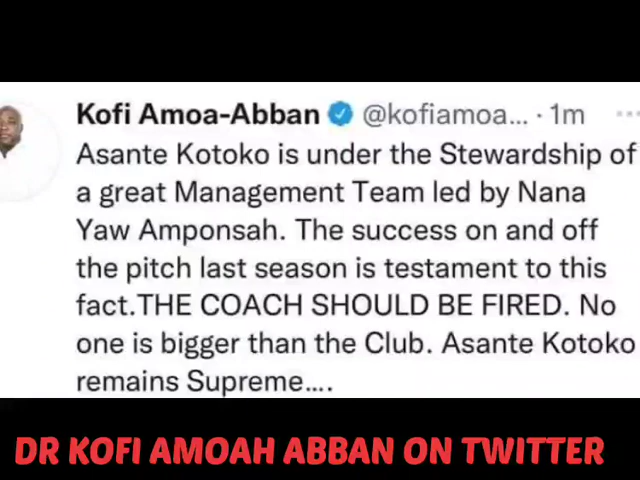 Kofi Amoa-Abban @kofiamoa... · 1m ...
Asante Kotoko is under the Stewardship of
a great Management Team led by Nana
Yaw Amponsah. The success on and off
the pitch last season is testament to this
fact.THE COACH SHOULD BE FIRED. No
one is bigger than the Club. Asante Kotoko
remains Supreme....
DR KOFI AMOAH ABBAN ON TWITTER